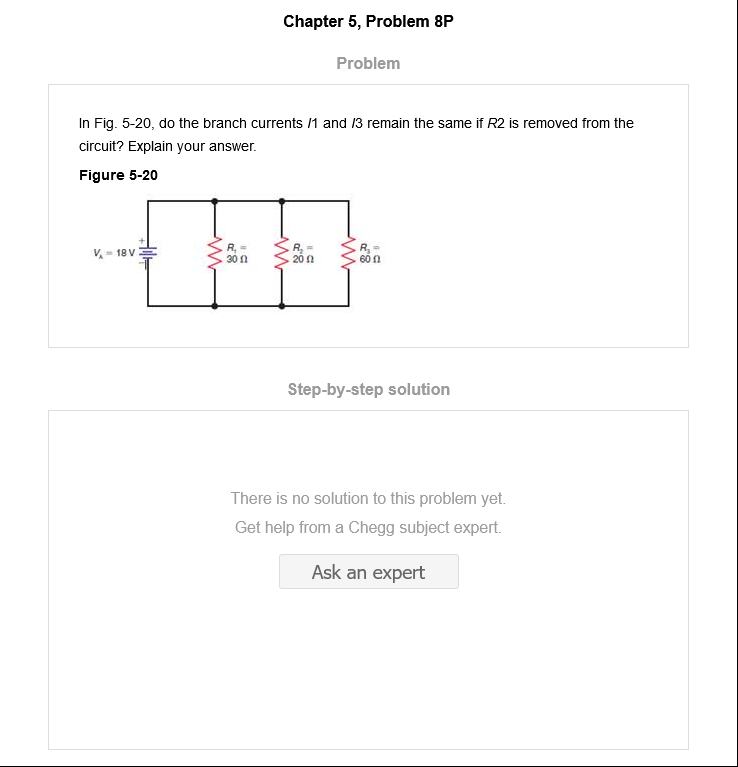 Chapter 5, Problem 8P
Problem
In Fig. 5-20, do the branch currents I1 and I3 remain the same if R2 is removed from the
circuit? Explain your answer.
Figure 5-20
V_A = 18 V
+
−
R₁ =
30 Ω
R₂ =
20 Ω
R₃ =
60 Ω
Step-by-step solution
There is no solution to this problem yet.
Get help from a Chegg subject expert.
Ask an expert